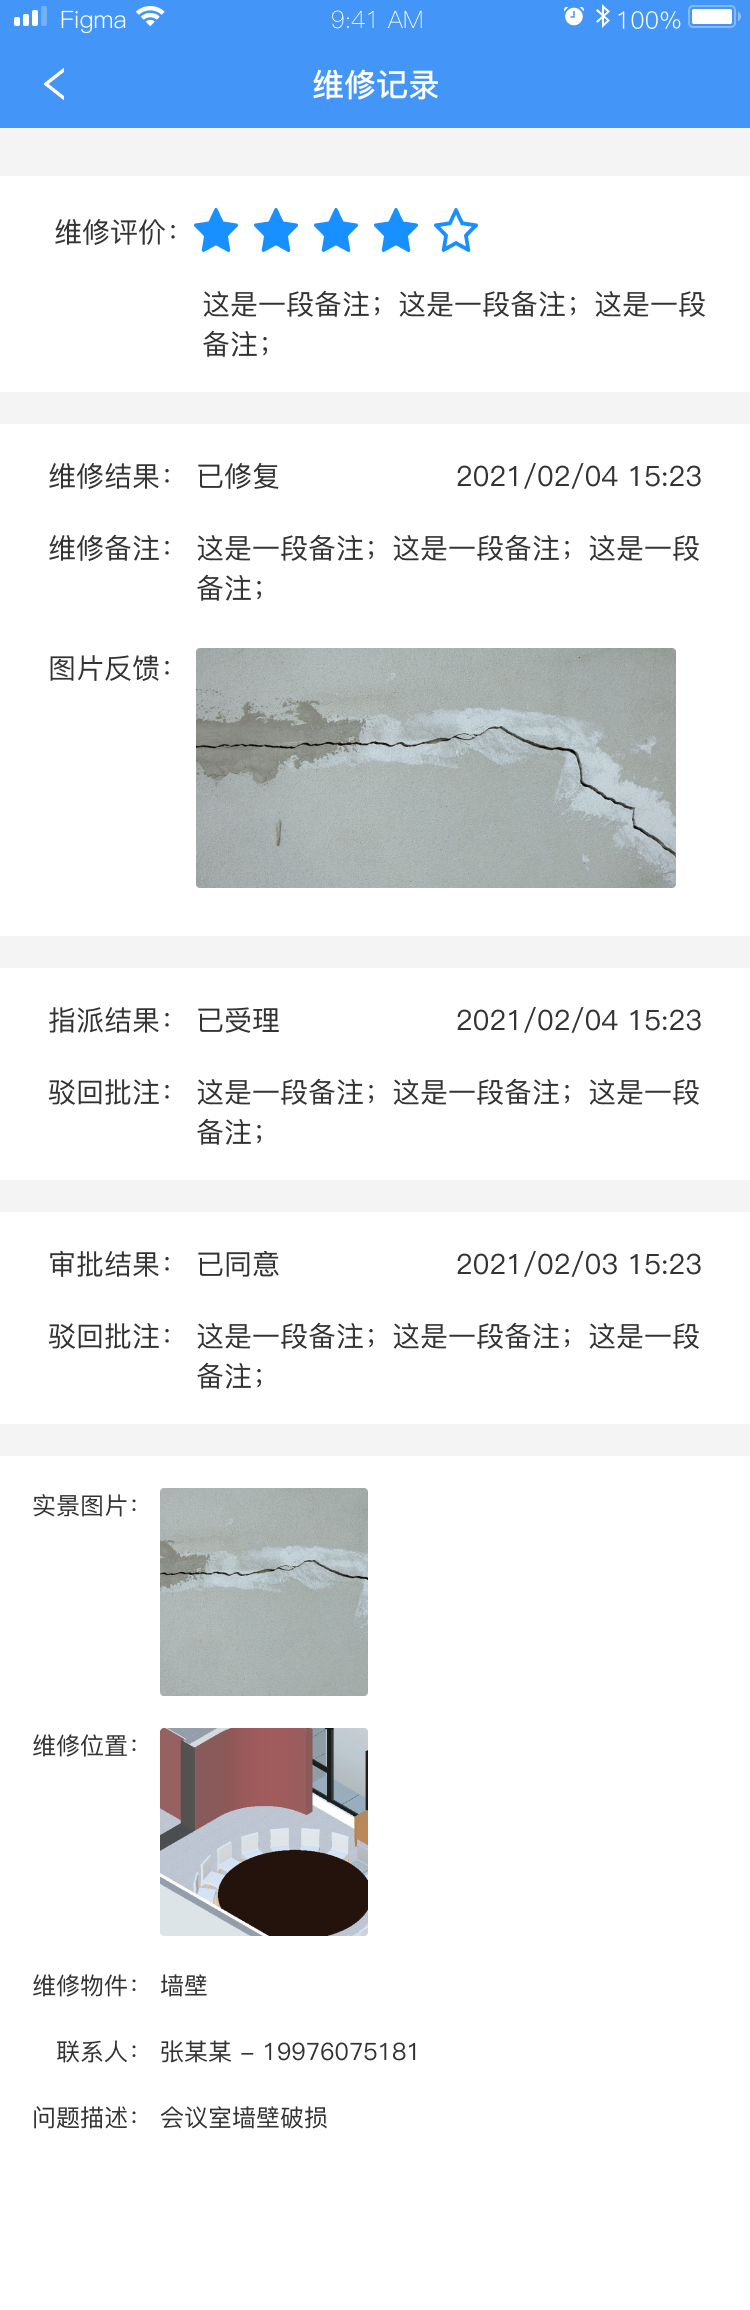 Figma 9:41 AM 100%
维修记录
维修评价：
这是一段备注；这是一段备注；这是一段
备注；
维修结果： 已修复 2021/02/04 15:23
维修备注： 这是一段备注；这是一段备注；这是一段
备注；
图片反馈：
指派结果： 已受理 2021/02/04 15:23
驳回批注： 这是一段备注；这是一段备注；这是一段
备注；
审批结果： 已同意 2021/02/03 15:23
驳回批注： 这是一段备注；这是一段备注；这是一段
备注；
实景图片：
维修位置：
维修物件： 墙壁
联系人： 张某某 – 19976075181
问题描述： 会议室墙壁破损